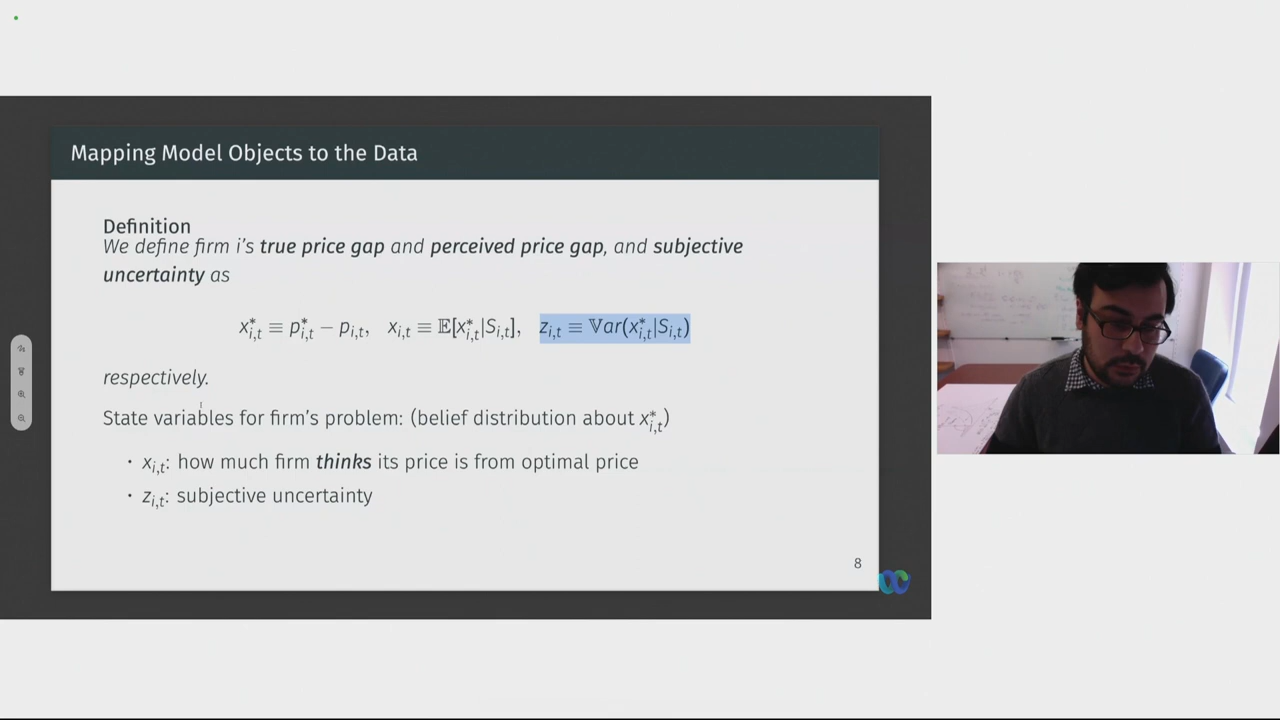 Mapping Model Objects to the Data
Definition
We define firm i's true price gap and perceived price gap, and subjective
uncertainty as
x*_{i,t} ≡ p*_{i,t} − p_{i,t},   x_{i,t} ≡ 𝔼[x*_{i,t}|S_{i,t}],   z_{i,t} ≡ 𝕍ar(x*_{i,t}|S_{i,t})
respectively.
State variables for firm's problem: (belief distribution about x*_{i,t})
· x_{i,t}: how much firm thinks its price is from optimal price
· z_{i,t}: subjective uncertainty
8